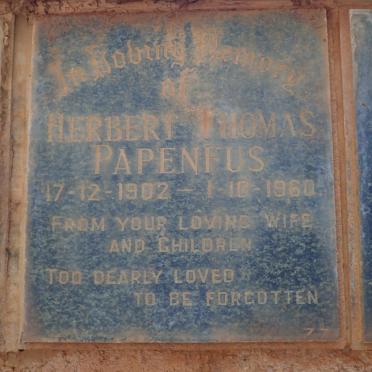 In Loving Memory
of
HERBERT THOMAS
PAPENFUS
17-12-1902 — 1-10-1960
FROM YOUR LOVING WIFE
AND CHILDREN
TOO DEARLY LOVED
TO BE FORGOTTEN